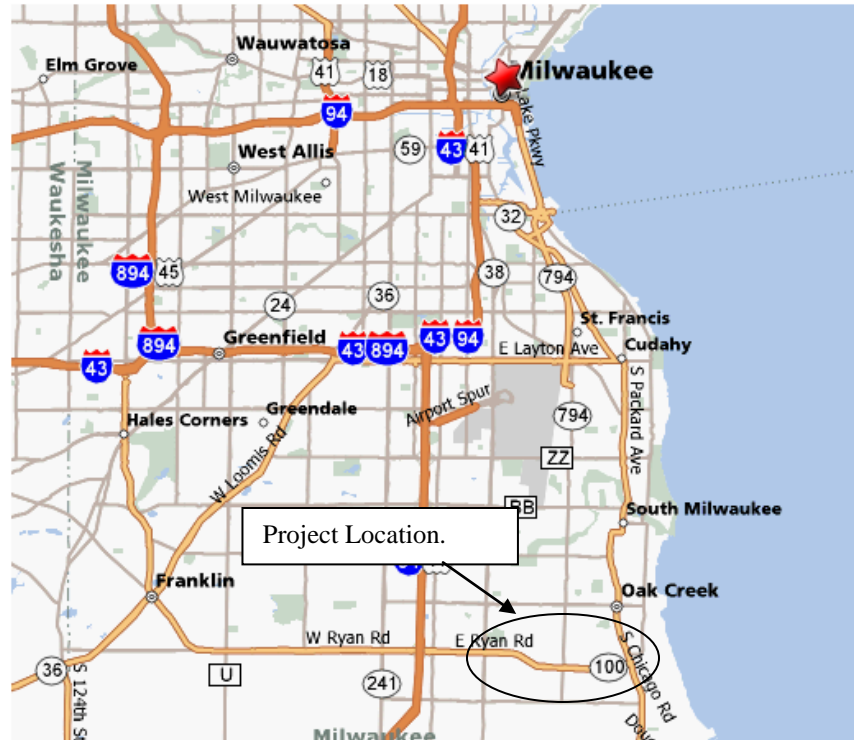 Wauwatosa
Elm Grove
41
18
Milwaukee
94
Lake Pkwy
West Allis
59
43
41
Milwaukee
Waukesha
West Milwaukee
32
894
45
38
794
24
36
St. Francis
Greenfield
43
94
894
43
894
E Layton Ave
Cudahy
43
S Packard Ave
Airport Spur
Hales Corners
Greendale
794
W Loomis Rd
ZZ
BB
South Milwaukee
Project Location.
Franklin
Oak Creek
W Ryan Rd
E Ryan Rd
S Chicago Rd
36
U
100
241
S 124th St
Milwaukee